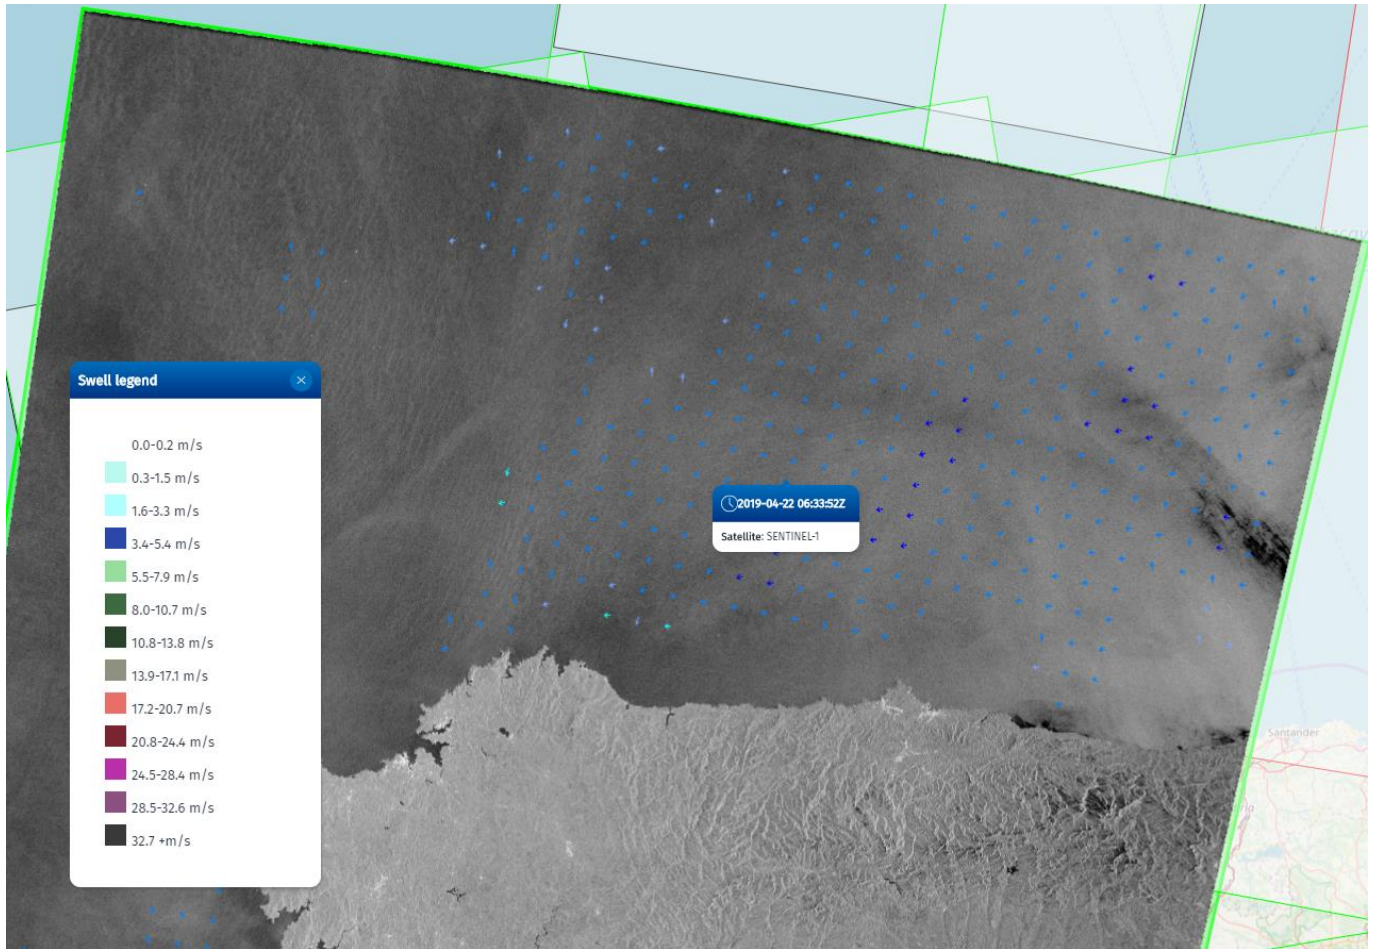 Swell legend
0.0-0.2 m/s
0.3-1.5 m/s
1.6-3.3 m/s
3.4-5.4 m/s
5.5-7.9 m/s
8.0-10.7 m/s
10.8-13.8 m/s
13.9-17.1 m/s
17.2-20.7 m/s
20.8-24.4 m/s
24.5-28.4 m/s
28.5-32.6 m/s
32.7 +m/s
2019-04-22 06:33:52Z
Satellite: SENTINEL-1
Santander